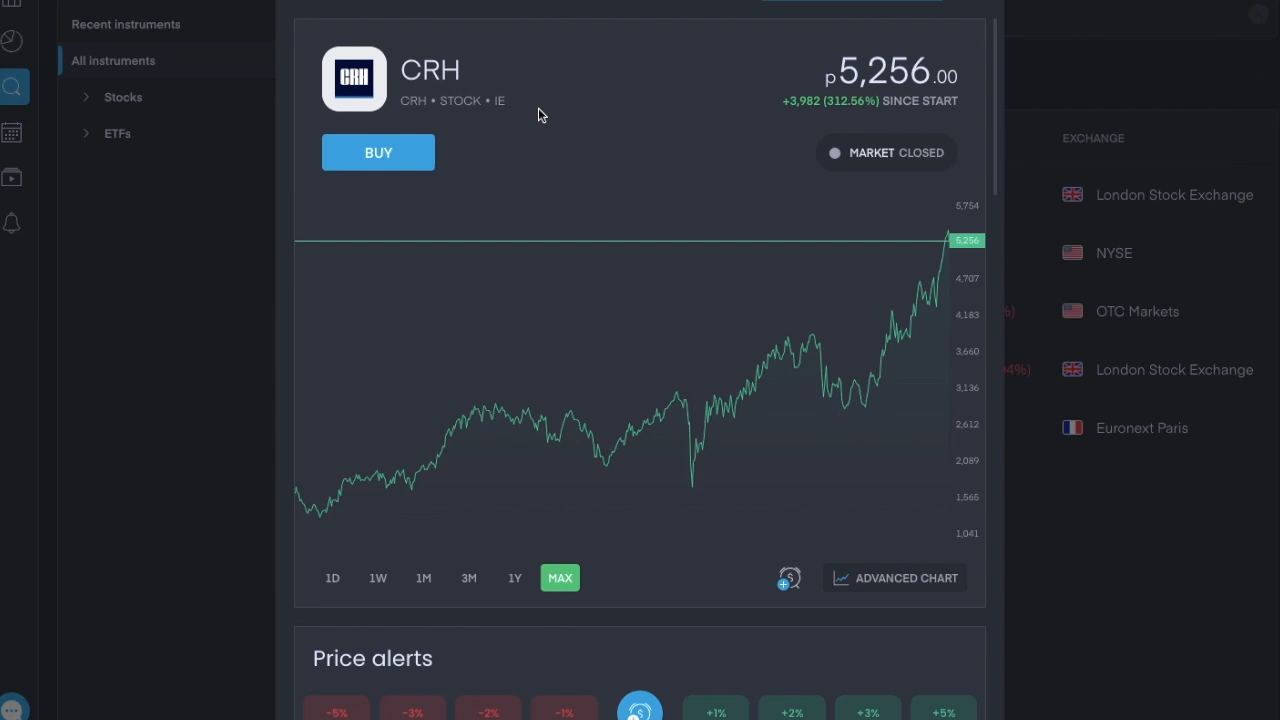 Recent instruments
All instruments
Stocks
ETFs
CRH
CRH
CRH • STOCK • IE
p5,256.00
+3,982 (312.56%) SINCE START
BUY
MARKET CLOSED
5,754
5,256
4,707
4,183
3,660
3,136
2,612
2,089
1,565
1,041
1D 1W 1M 3M 1Y MAX
ADVANCED CHART
Price alerts
-5% -3% -2% -1% +1% +2% +3% +5%
EXCHANGE
London Stock Exchange
NYSE
OTC Markets
London Stock Exchange
Euronext Paris